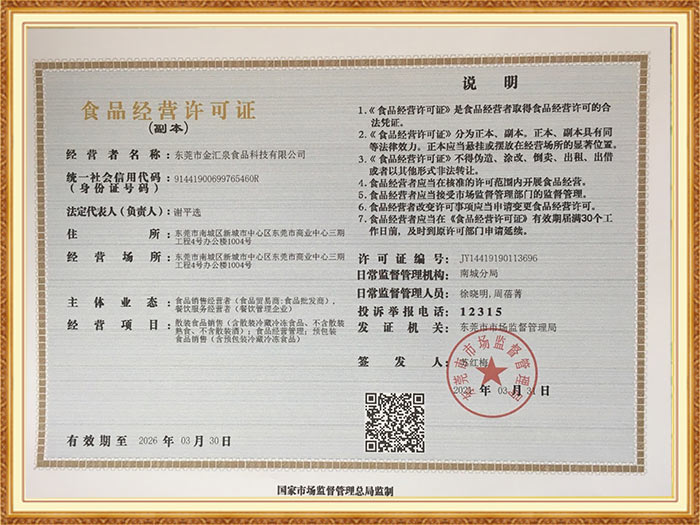 食品经营许可证
(副本)
经营者名称：东莞市金汇泉食品科技有限公司
统一社会信用代码：91441900699765460R
(身份证号码)
法定代表人(负责人)：谢平选
住所：东莞市南城区新城市中心区东莞市商业中心三期
工程4号办公楼1004号
经营场所：东莞市南城区新城市中心区东莞市商业中心三期
工程4号办公楼1004号
主体业态：食品销售经营者（食品贸易商;食品批发商），
餐饮服务经营者（餐饮管理企业）
经营项目：散装食品销售（含散装冷藏冷冻食品、不含散装
熟食、不含散装酒）；食品经营管理；预包装
食品销售（含预包装冷藏冷冻食品）
有效期至 2026 年 03 月 30 日
说明
1.《食品经营许可证》是食品经营者取得食品经营许可的合
法凭证。
2.《食品经营许可证》分为正本、副本。正本、副本具有同
等法律效力。正本应当悬挂或摆放在经营场所的显著位置。
3.《食品经营许可证》不得伪造、涂改、倒卖、出租、出借
或者以其他形式非法转让。
4. 食品经营者应当在核准的许可范围内开展食品经营。
5. 食品经营者应当接受市场监督管理部门的监督管理。
6. 食品经营者改变许可事项应当申请变更食品经营许可。
7. 食品经营者应当在《食品经营许可证》有效期届满30个工
作日前，及时到原许可部门申请延续。
许可证编号：JY14419190113696
日常监督管理机构：南城分局
日常监督管理人员：徐晓明,周蓓菁
投诉举报电话：12315
发证机关：东莞市市场监督管理局
签发人：苏红梅
2021 年 03 月 31 日
东莞市市场监督管理局
国家市场监督管理总局监制